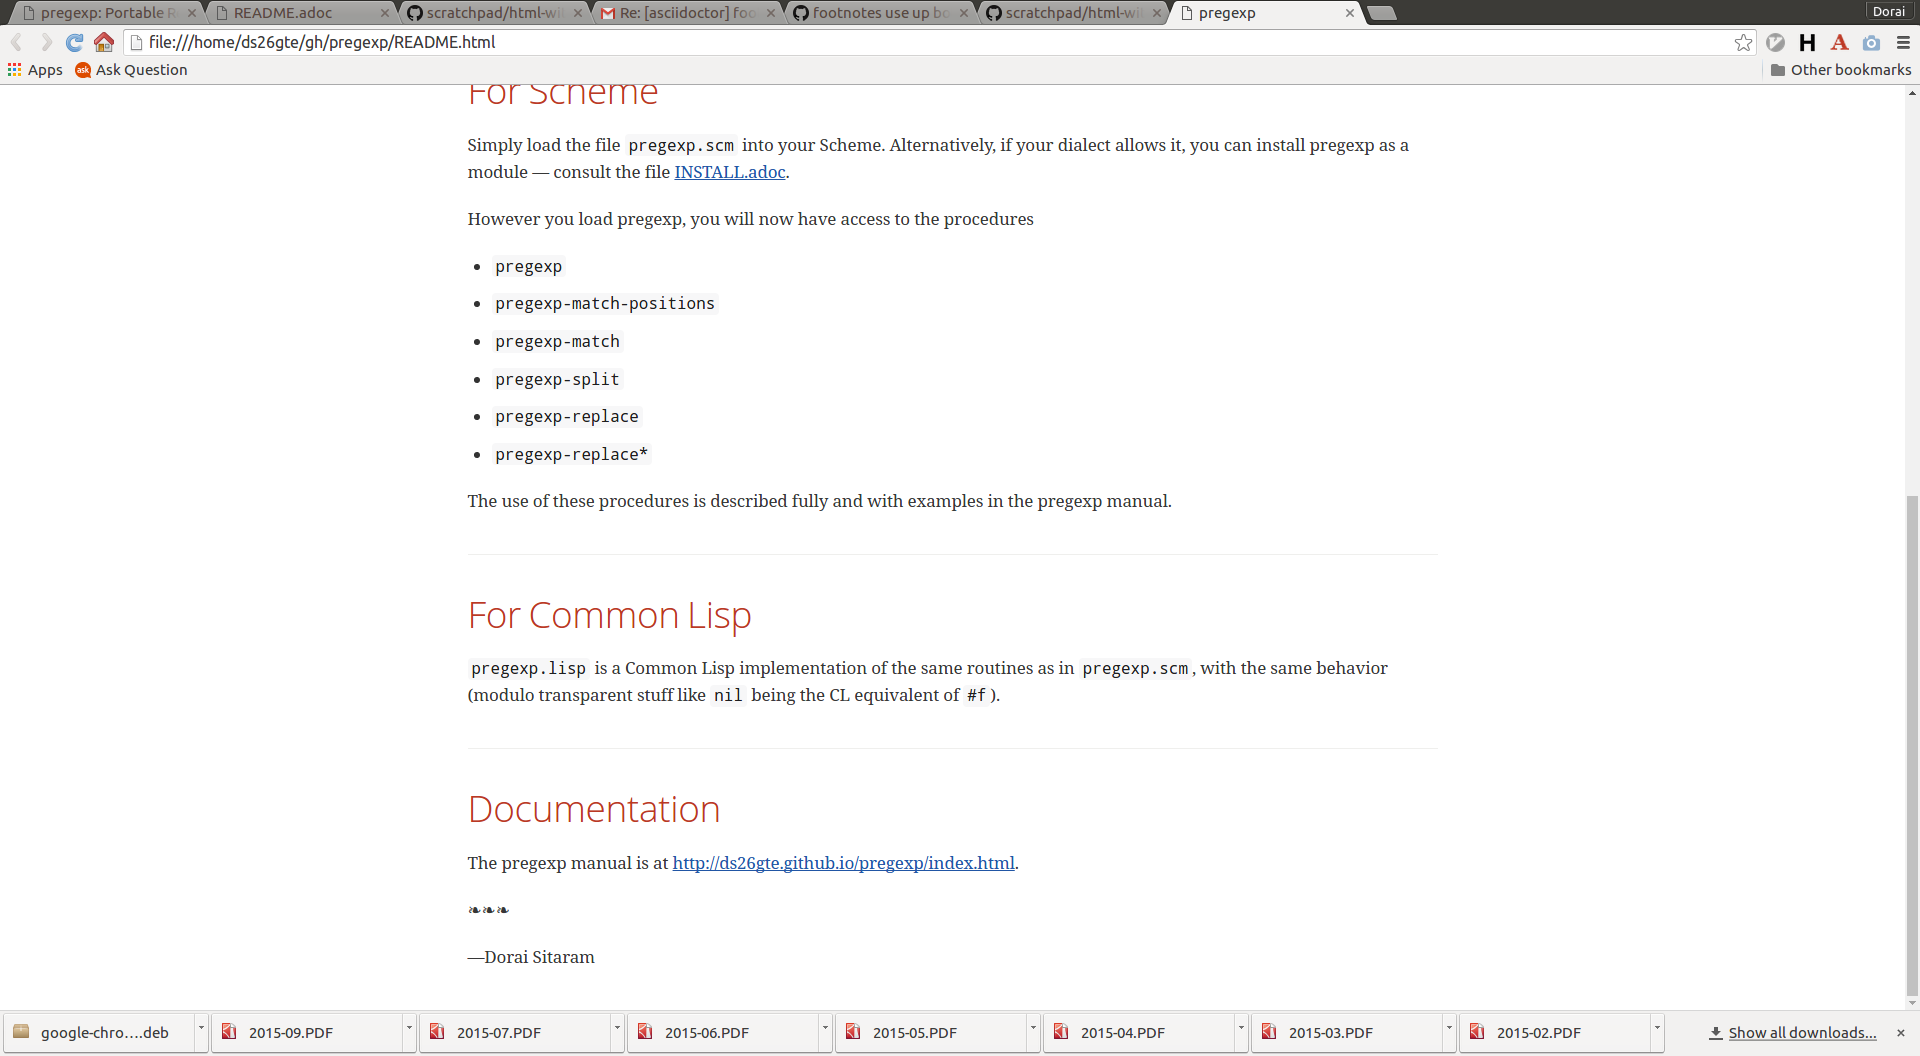 pregexp: Portable R
README.adoc
scratchpad/html-wit
Re: [asciidoctor] foo
footnotes use up bo
scratchpad/html-wit
pregexp
Dorai
file:///home/ds26gte/gh/pregexp/README.html
Apps
Ask Question
Other bookmarks
For Scheme
Simply load the file pregexp.scm into your Scheme. Alternatively, if your dialect allows it, you can install pregexp as a
module — consult the file INSTALL.adoc.
However you load pregexp, you will now have access to the procedures
• pregexp
• pregexp-match-positions
• pregexp-match
• pregexp-split
• pregexp-replace
• pregexp-replace*
The use of these procedures is described fully and with examples in the pregexp manual.
For Common Lisp
pregexp.lisp is a Common Lisp implementation of the same routines as in pregexp.scm, with the same behavior
(modulo transparent stuff like nil being the CL equivalent of #f).
Documentation
The pregexp manual is at http://ds26gte.github.io/pregexp/index.html.
❧❧❧
—Dorai Sitaram
google-chro....deb
2015-09.PDF
2015-07.PDF
2015-06.PDF
2015-05.PDF
2015-04.PDF
2015-03.PDF
2015-02.PDF
Show all downloads...